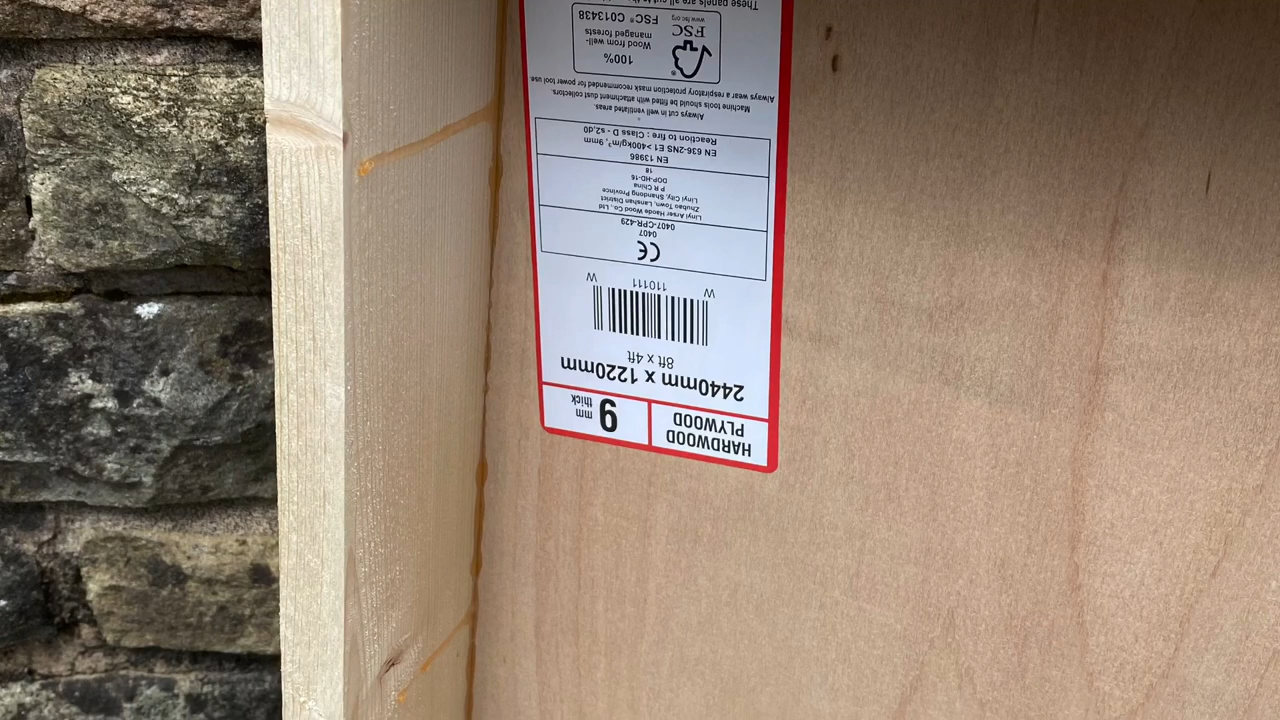 HARDWOOD
PLYWOOD
9 mm
thick
2440mm x 1220mm
8ft x 4ft
W 110111 W
CE
0407
0407-CPR-429
Linyi Arser Haode Wood Co., Ltd
Zhubao Town, Lanshan District
Linyi City, Shandong Province
P R China
DOP-HD-16
18
EN 13986
EN 636-2NS E1 >400kg/m³, 9mm
Reaction to fire : Class D - s2,d0
Always cut in well ventilated areas.
Machine tools should be fitted with attachment dust collectors.
Always wear a respiratory protection mask recommended for power tool use.
FSC
www.fsc.org
100%
Wood from well-
managed forests
FSC® C013438
These panels are all cut to